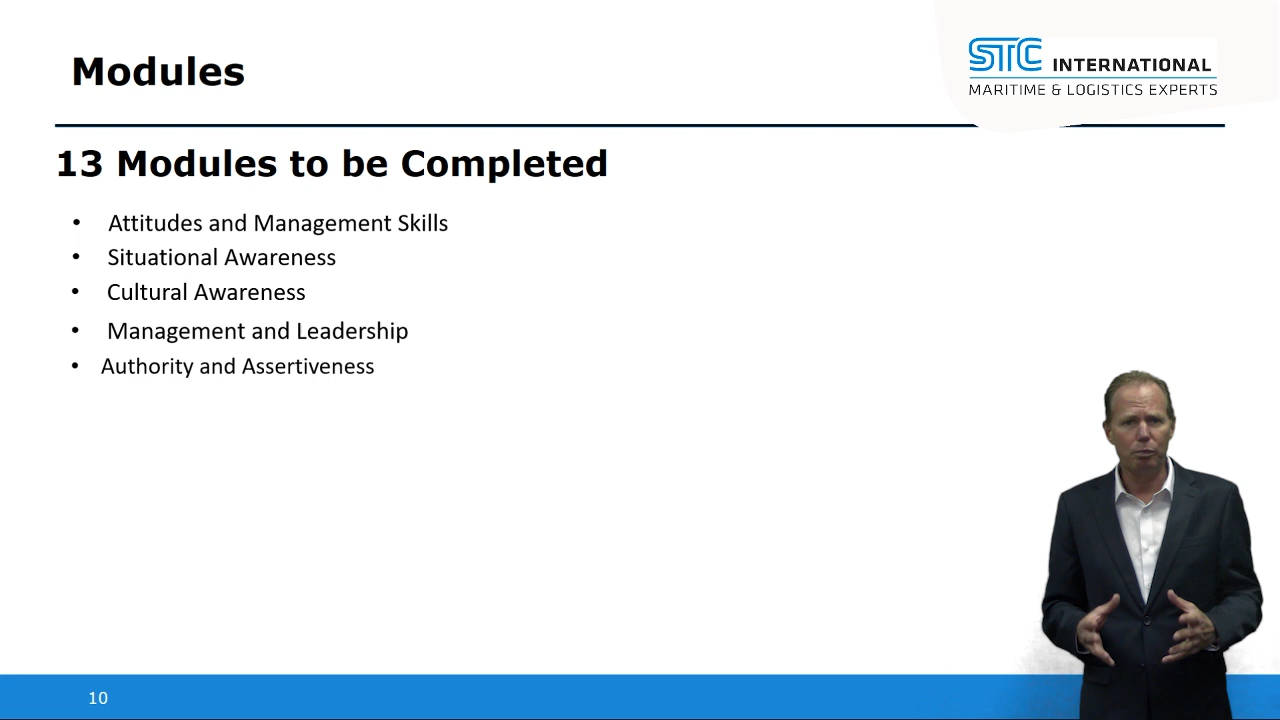 Modules
STC INTERNATIONAL
MARITIME & LOGISTICS EXPERTS
13 Modules to be Completed
• Attitudes and Management Skills
• Situational Awareness
• Cultural Awareness
• Management and Leadership
• Authority and Assertiveness
10